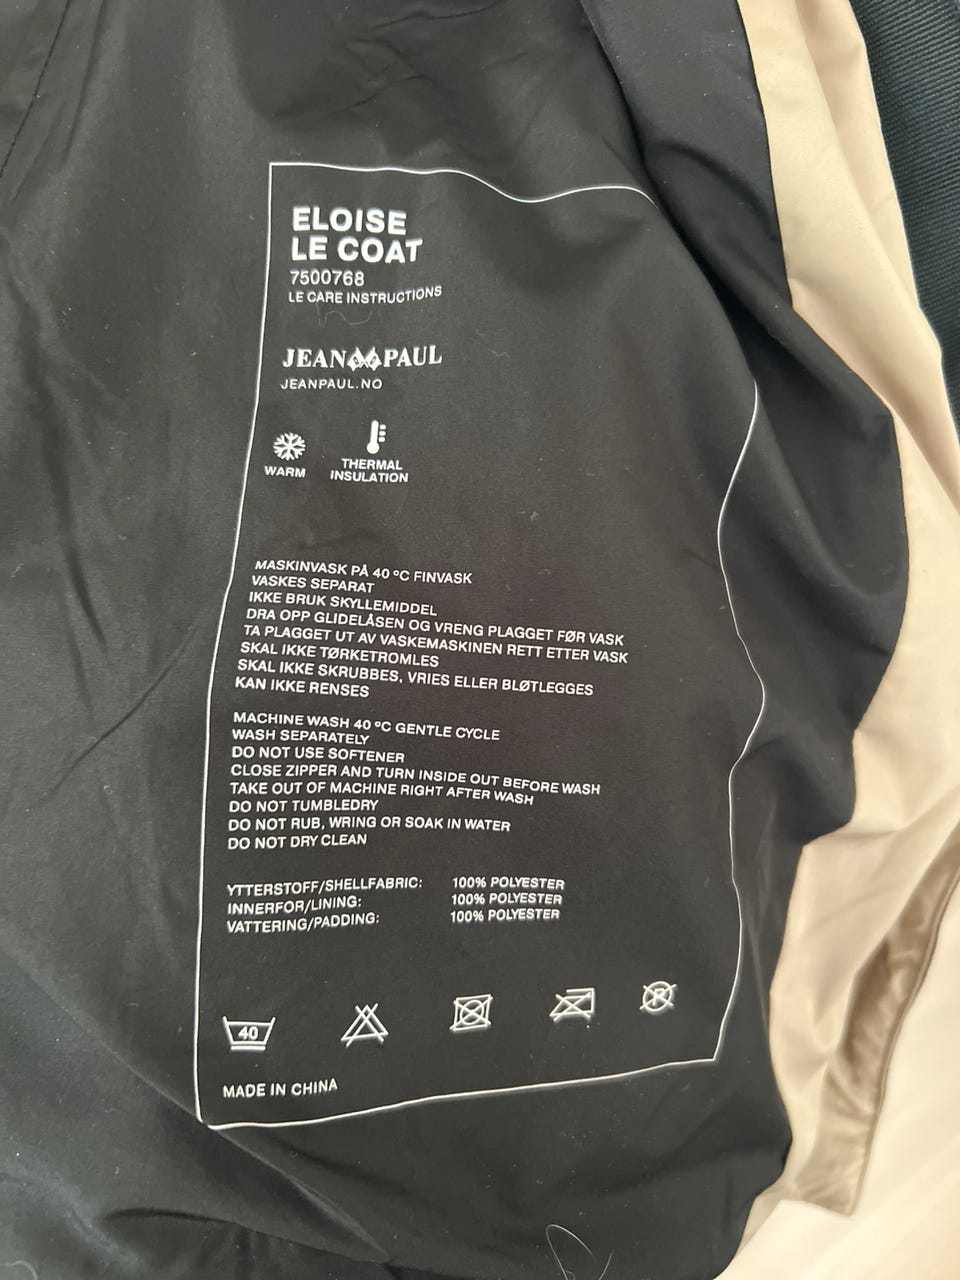 ELOISE
LE COAT
7500768
LE CARE INSTRUCTIONS
JEAN PAUL
JEANPAUL.NO
WARM
THERMAL
INSULATION
MASKINVASK PÅ 40 ºC FINVASK
VASKES SEPARAT
IKKE BRUK SKYLLEMIDDEL
DRA OPP GLIDELÅSEN OG VRENG PLAGGET FØR VASK
TA PLAGGET UT AV VASKEMASKINEN RETT ETTER VASK
SKAL IKKE TØRKETROMLES
SKAL IKKE SKRUBBES, VRIES ELLER BLØTLEGGES
KAN IKKE RENSES
MACHINE WASH 40 ºC GENTLE CYCLE
WASH SEPARATELY
DO NOT USE SOFTENER
CLOSE ZIPPER AND TURN INSIDE OUT BEFORE WASH
TAKE OUT OF MACHINE RIGHT AFTER WASH
DO NOT TUMBLEDRY
DO NOT RUB, WRING OR SOAK IN WATER
DO NOT DRY CLEAN
YTTERSTOFF/SHELLFABRIC: 100% POLYESTER
INNERFOR/LINING: 100% POLYESTER
VATTERING/PADDING: 100% POLYESTER
40 P
MADE IN CHINA